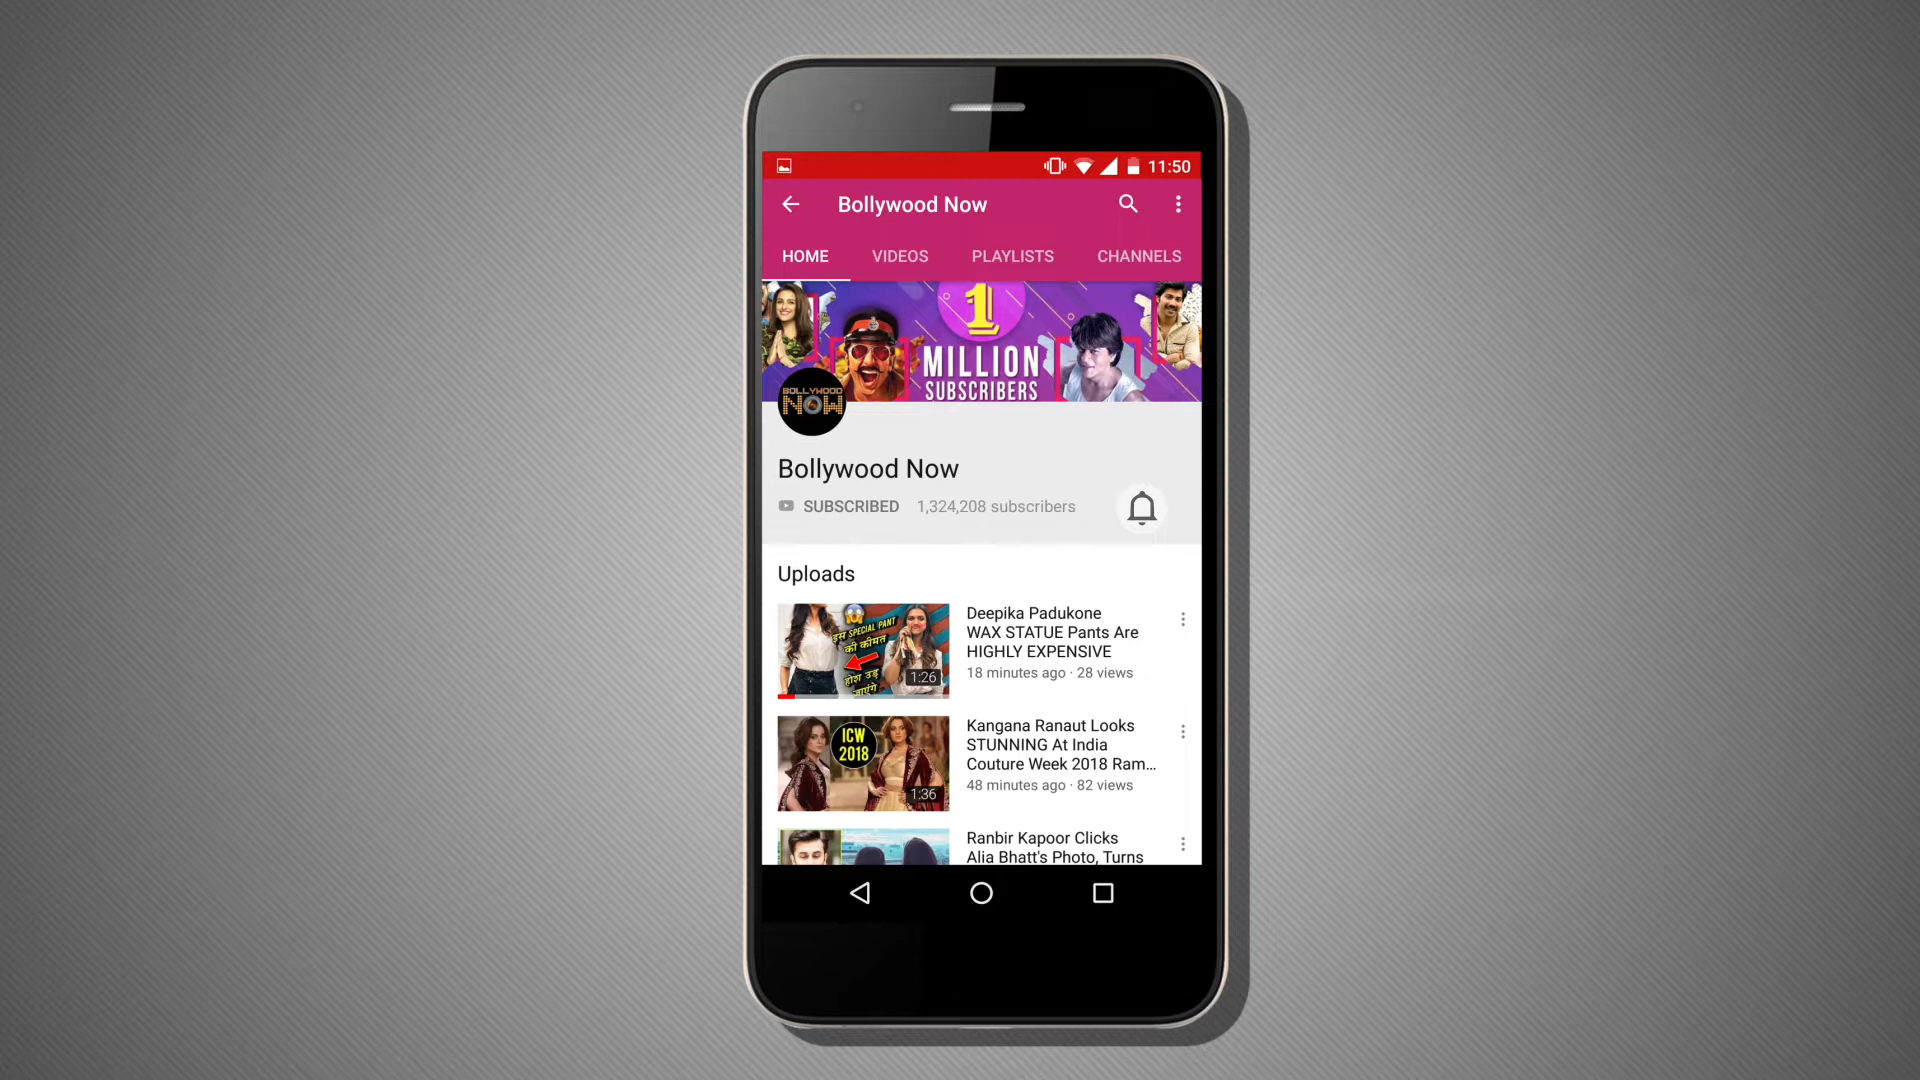 11:50
Bollywood Now
HOME VIDEOS PLAYLISTS CHANNELS
1
MILLION
SUBSCRIBERS
BOLLYWOOD
NOW
Bollywood Now
SUBSCRIBED 1,324,208 subscribers
Uploads
इस SPECIAL PANT
की कीमत
होश उड़
जाएंगे
1:26
Deepika Padukone
WAX STATUE Pants Are
HIGHLY EXPENSIVE
18 minutes ago · 28 views
ICW
2018
1:36
Kangana Ranaut Looks
STUNNING At India
Couture Week 2018 Ram...
48 minutes ago · 82 views
Ranbir Kapoor Clicks
Alia Bhatt's Photo, Turns